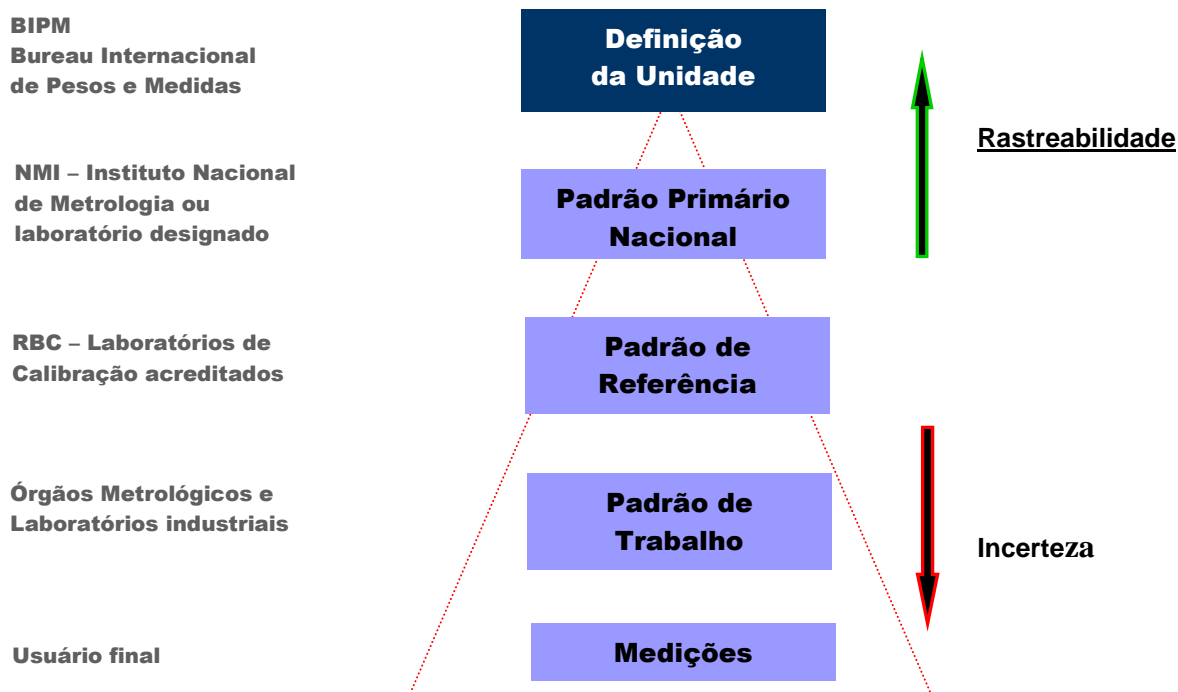 BIPM
Bureau Internacional
de Pesos e Medidas
Definição
da Unidade
Rastreabilidade
NMI – Instituto Nacional
de Metrologia ou
laboratório designado
Padrão Primário
Nacional
RBC – Laboratórios de
Calibração acreditados
Padrão de
Referência
Órgãos Metrológicos e
Laboratórios industriais
Padrão de
Trabalho
Incerteza
Usuário final
Medições